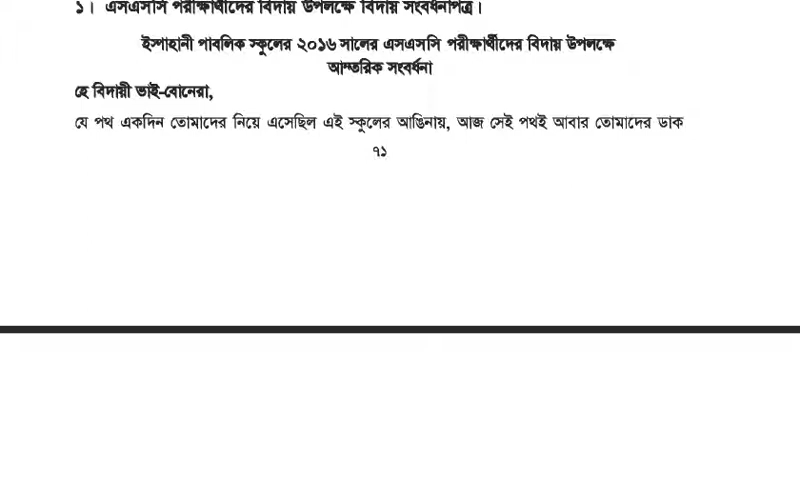 ১। এসএসসি পরীক্ষার্থীদের বিদায় উপলক্ষে বিদায় সংবর্ধনাপত্র।
ইস্পাহানী পাবলিক স্কুলের ২০১৬ সালের এসএসসি পরীক্ষার্থীদের বিদায় উপলক্ষে
আন্তরিক সংবর্ধনা
হে বিদায়ী ভাই-বোনেরা,
যে পথ একদিন তোমাদের নিয়ে এসেছিল এই স্কুলের আঙিনায়, আজ সেই পথই আবার তোমাদের ডাক
৭১